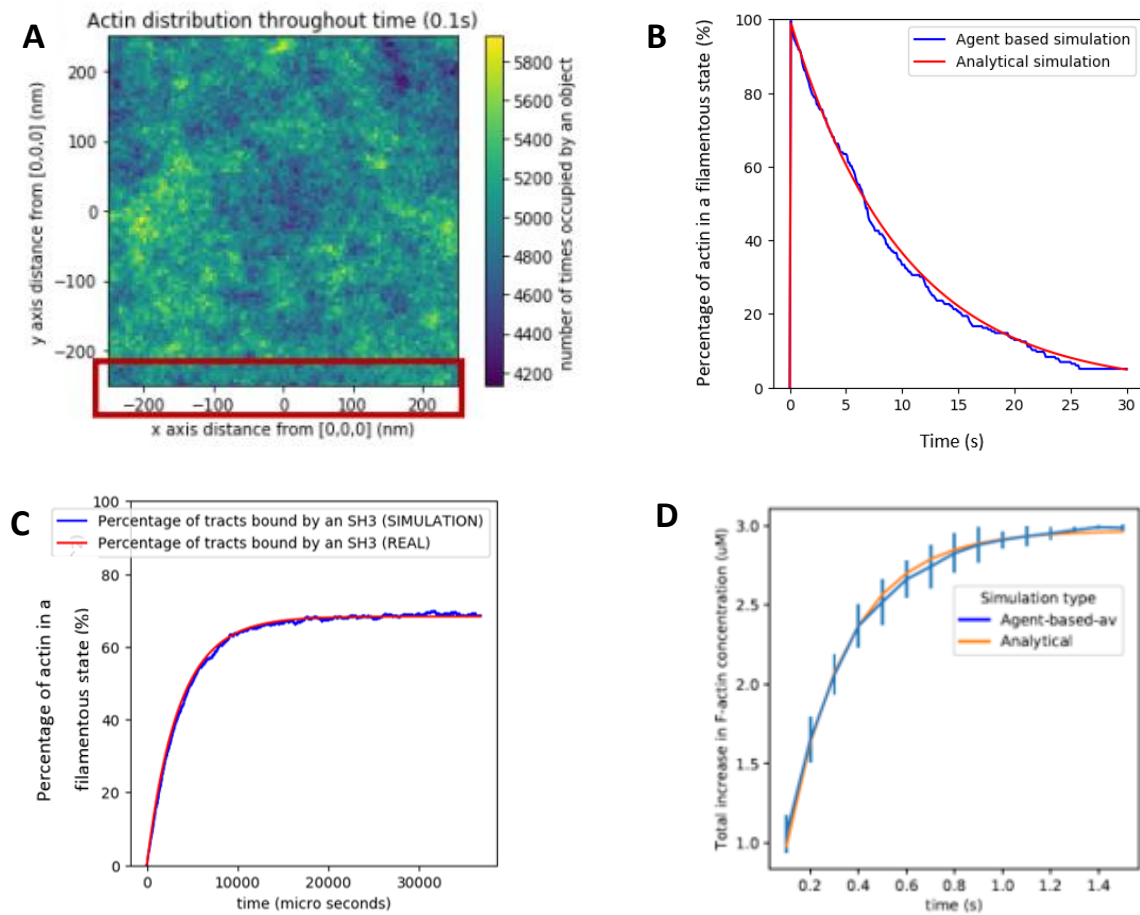 A
Actin distribution throughout time (0.1s)
y axis distance from [0,0,0] (nm)
200
100
0
−100
−200
−200
−100
0
100
200
x axis distance from [0,0,0] (nm)
5800
5600
5400
5200
5000
4800
4600
4400
4200
number of times occupied by an object
B
Percentage of actin in a filamentous state (%)
100
80
60
40
20
0
Agent based simulation
Analytical simulation
0
5
10
15
20
25
30
Time (s)
C
Percentage of actin in a
filamentous state (%)
100
80
60
40
20
0
Percentage of tracts bound by an SH3 (SIMULATION)
Percentage of tracts bound by an SH3 (REAL)
0
10000
20000
30000
time (micro seconds)
D
Total increase in F-actin concentration (uM)
3.0
2.5
2.0
1.5
1.0
Simulation type
Agent-based-av
Analytical
0.2
0.4
0.6
0.8
1.0
1.2
1.4
time (s)